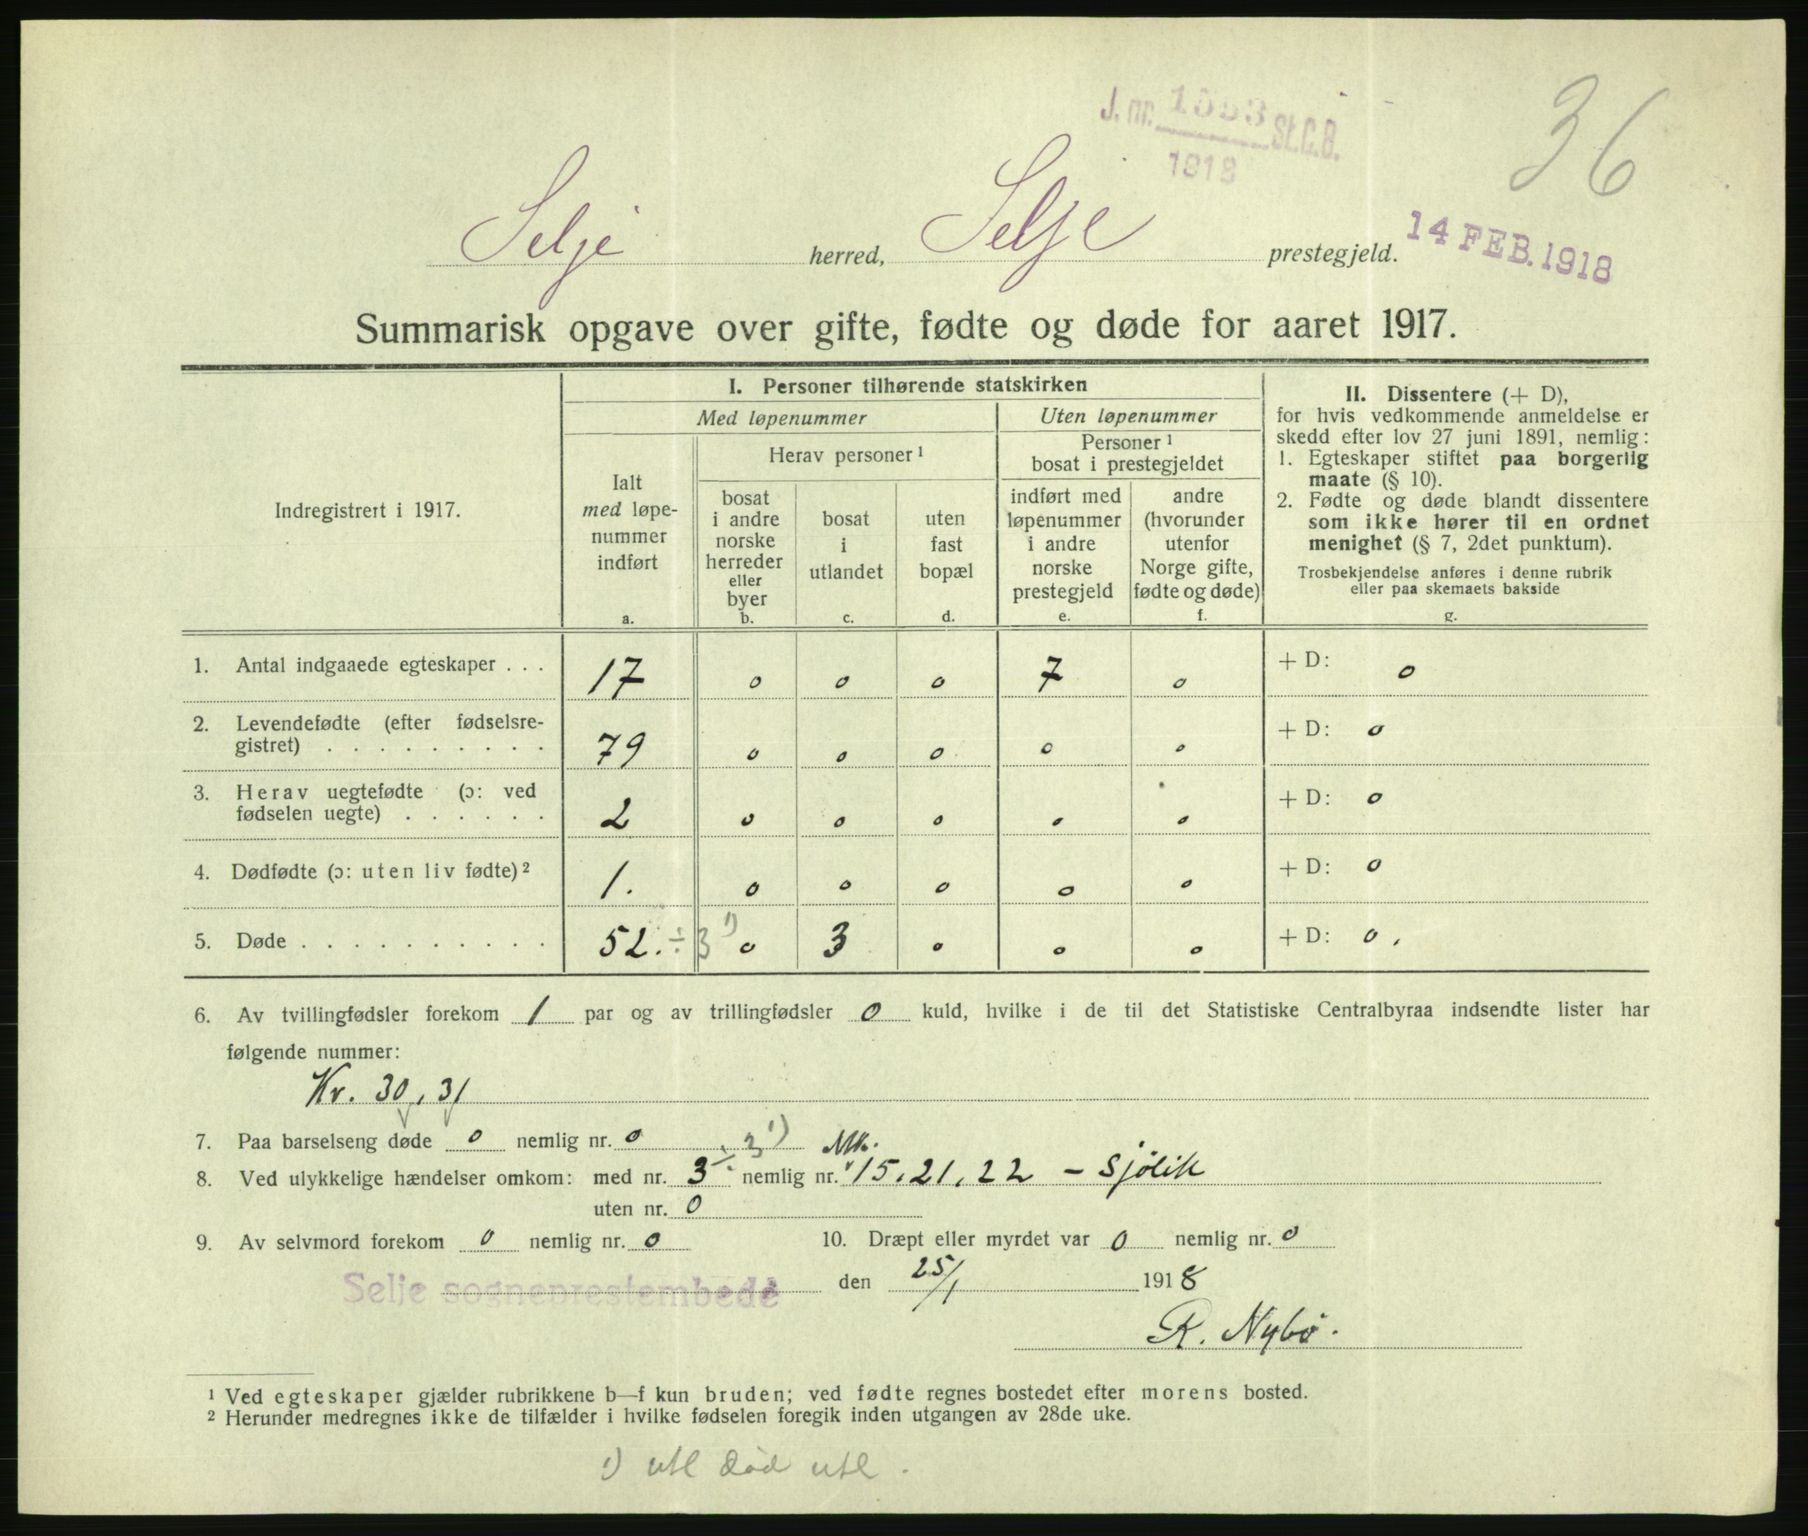 J. nr. 1593 St.C.B.
1918
36
Selje herred, Selje prestegjeld.
14 FEB. 1918
Summarisk opgave over gifte, fødte og døde for aaret 1917.
Indregistrert i 1917.
I. Personer tilhørende statskirken
Med løpenummer
Uten løpenummer
Ialt
med løpe-
nummer
indført
a.
Herav personer ¹
bosat
i andre
norske
herreder
eller
byer
b.
bosat
i
utlandet
c.
uten
fast
bopæl
d.
Personer ¹
bosat i prestegjeldet
indført med
løpenummer
i andre
norske
prestegjeld
e.
andre
(hvorunder
utenfor
Norge gifte,
fødte og døde)
f.
II. Dissentere (+ D),
for hvis vedkommende anmeldelse er
skedd efter lov 27 juni 1891, nemlig:
1. Egteskaper stiftet paa borgerlig
maate (§ 10).
2. Fødte og døde blandt dissentere
som ikke hører til en ordnet
menighet (§ 7, 2det punktum).
Trosbekjendelse anføres i denne rubrik
eller paa skemaets bakside
g.
1. Antal indgaaede egteskaper . . . 17 0 0 0 7 0 + D: 0
2. Levendefødte (efter fødselsre-
gistret) . . . . . . . . . 79 0 0 0 0 0 + D: 0
3. Herav uegtefødte (ɔ: ved
fødselen uegte) . . . . . . 2 0 0 0 0 0 + D: 0
4. Dødfødte (ɔ: uten liv fødte) ² 1. 0 0 0 0 0 + D: 0
5. Døde . . . . . . . . . . 52. ÷ 3 ¹) 0 3 0 0 0 + D: 0.
6. Av tvillingfødsler forekom 1 par og av trillingfødsler 0 kuld, hvilke i de til det Statistiske Centralbyraa indsendte lister har
følgende nummer:
Kv. 30, 31
7. Paa barselseng døde 0 nemlig nr. 0
÷ 3 ¹) Mk.
8. Ved ulykkelige hændelser omkom: med nr. 3 nemlig nr. 15, 21, 22 – Sjølik
uten nr. 0
9. Av selvmord forekom 0 nemlig nr. 0 10. Dræpt eller myrdet var 0 nemlig nr. 0
Selje sogneprestembede den 25/1 1918
R. Nybø.
¹ Ved egteskaper gjælder rubrikkene b—f kun bruden; ved fødte regnes bostedet efter morens bosted.
² Herunder medregnes ikke de tilfælder i hvilke fødselen foregik inden utgangen av 28de uke.
¹) utl død utl.